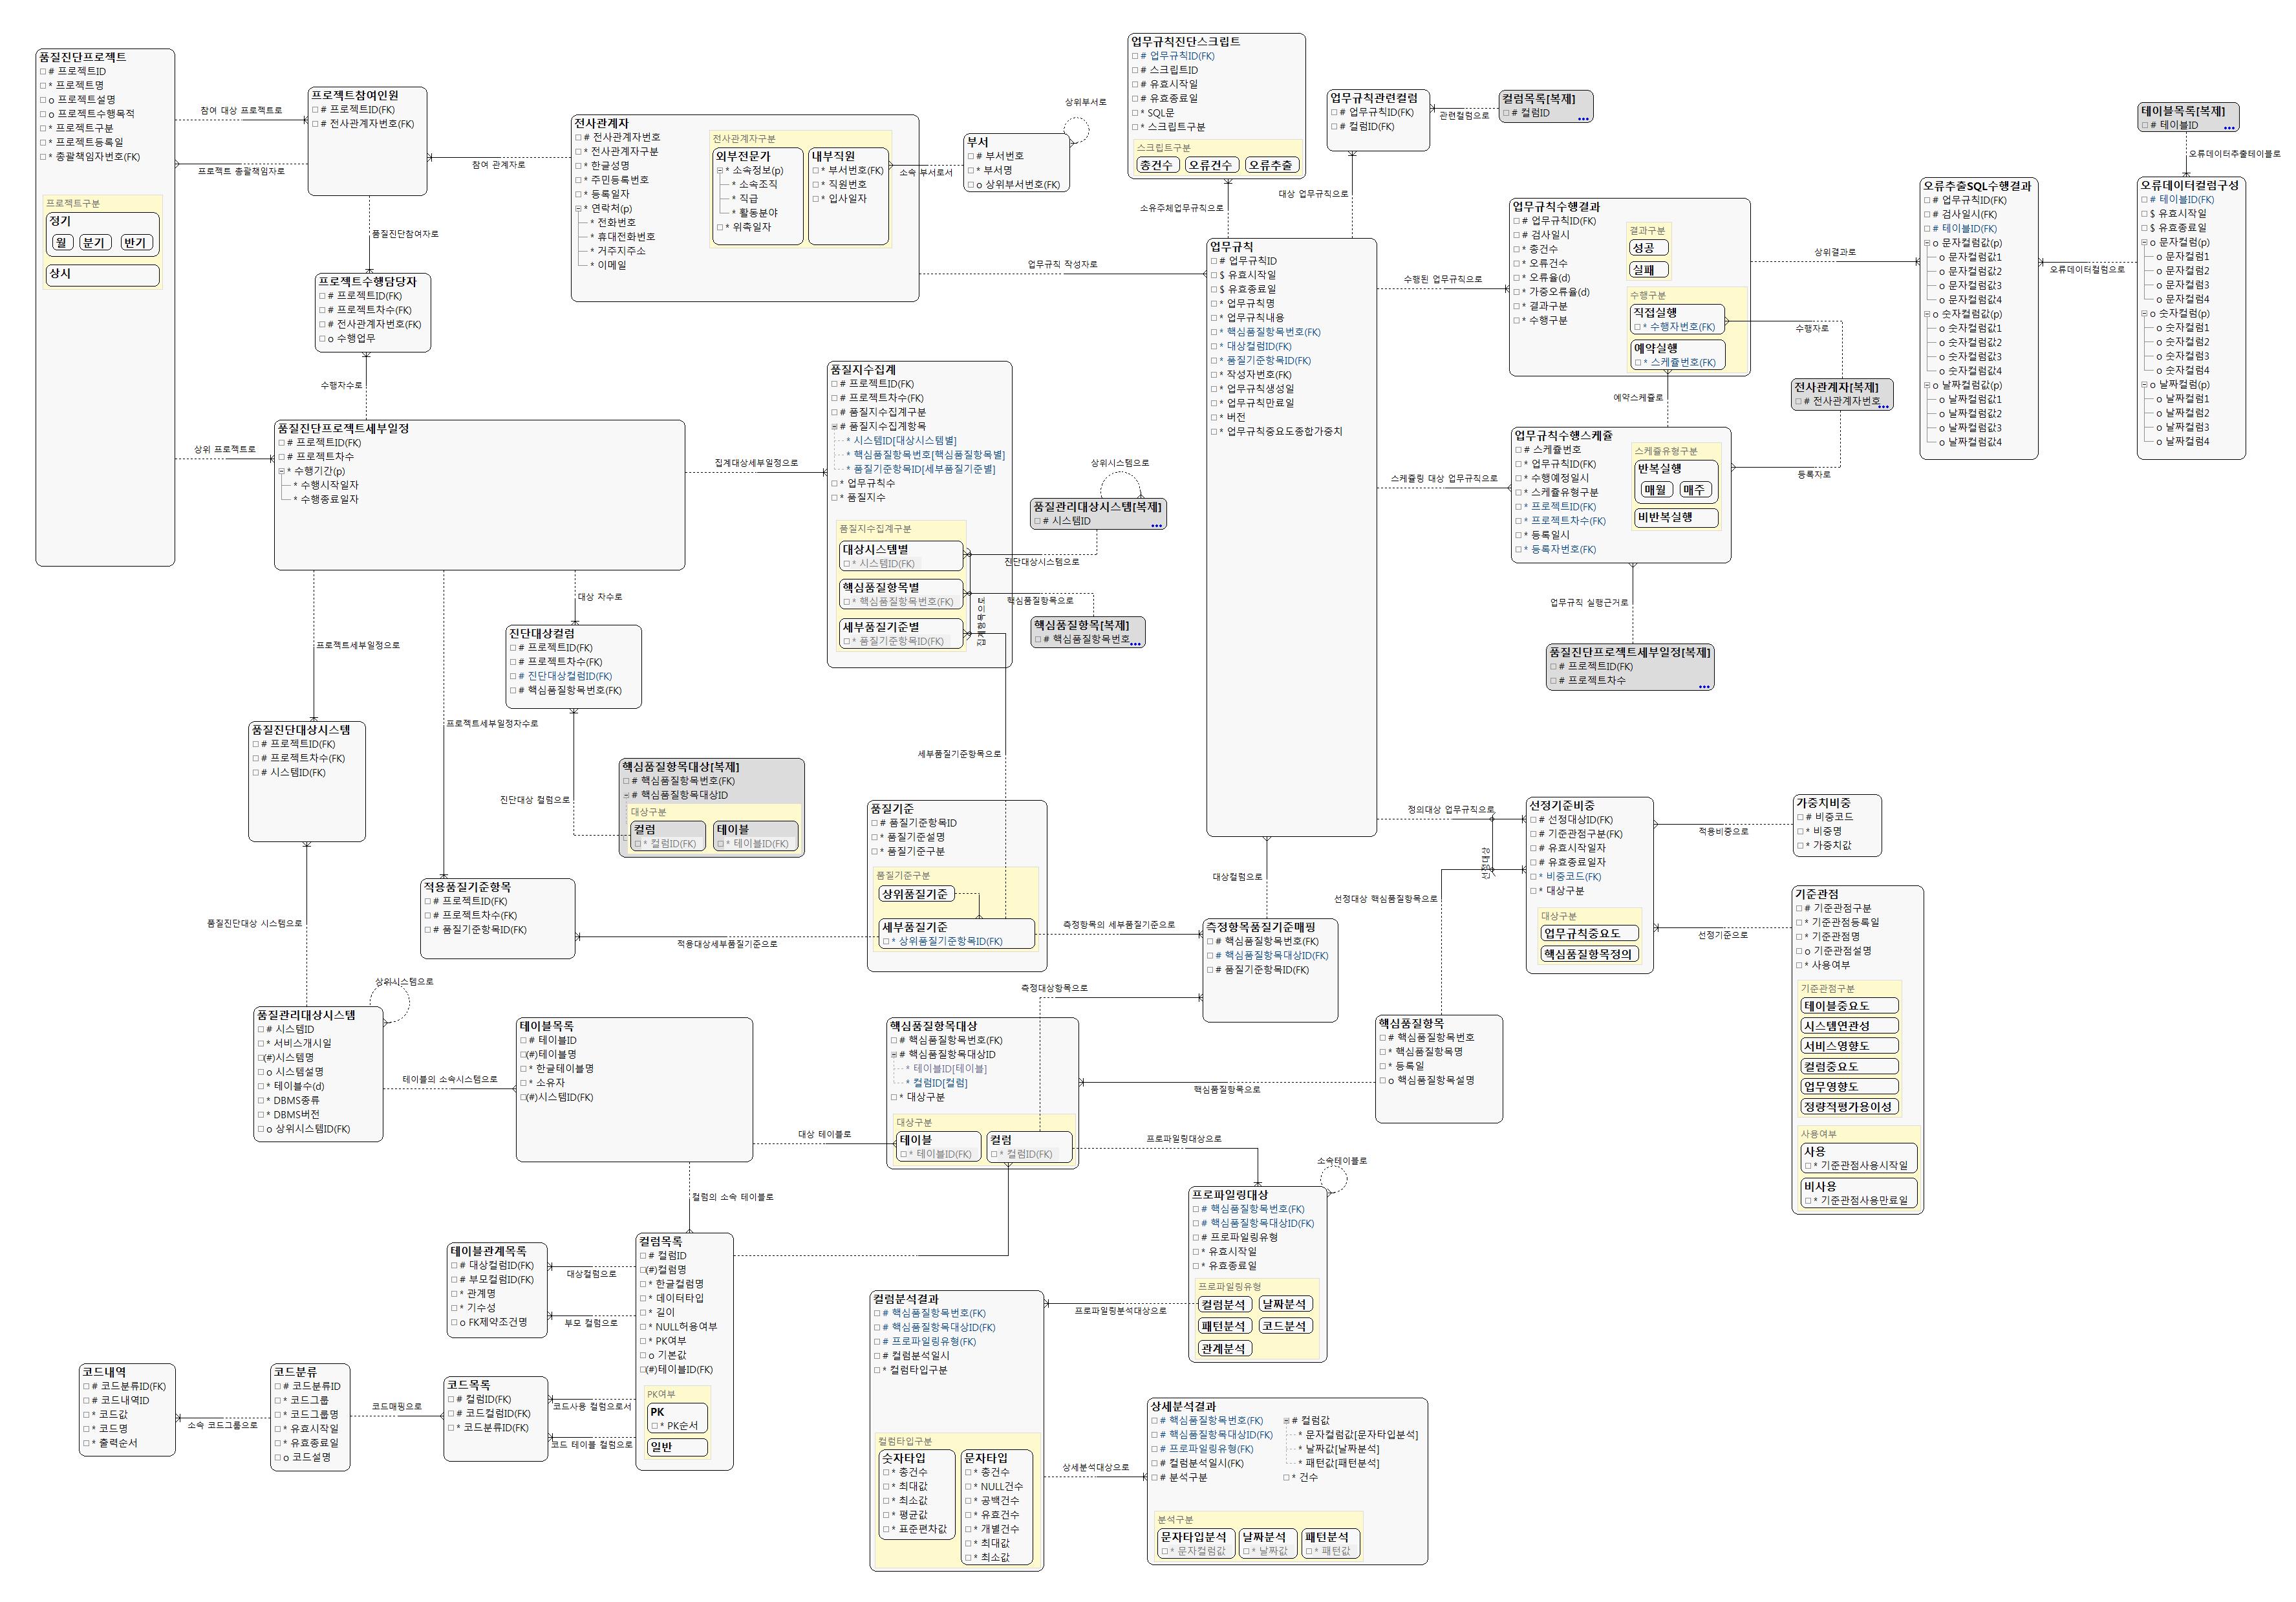 품질진단프로젝트
# 프로젝트ID
* 프로젝트명
o 프로젝트설명
o 프로젝트수행목적
* 프로젝트구분
* 프로젝트등록일
* 총괄책임자번호(FK)
프로젝트구분
정기
월 분기 반기
상시
참여 대상 프로젝트로
프로젝트 총괄책임자로
프로젝트참여인원
# 프로젝트ID(FK)
# 전사관계자번호(FK)
참여 관계자로
품질진단참여자로
프로젝트수행담당자
# 프로젝트ID(FK)
# 프로젝트차수(FK)
# 전사관계자번호(FK)
o 수행업무
수행자수로
전사관계자
# 전사관계자번호
* 전사관계자구분
* 한글성명
* 주민등록번호
* 등록일자
* 연락처(p)
* 전화번호
* 휴대전화번호
* 거주지주소
* 이메일
전사관계자구분
외부전문가
* 소속정보(p)
* 소속조직
* 직급
* 활동분야
* 위촉일자
내부직원
* 부서번호(FK)
* 직원번호
* 입사일자
소속 부서로서
상위부서로
부서
# 부서번호
* 부서명
o 상위부서번호(FK)
업무규칙 작성자로
업무규칙진단스크립트
# 업무규칙ID(FK)
# 스크립트ID
# 유효시작일
# 유효종료일
* SQL문
* 스크립트구분
스크립트구분
총건수 오류건수 오류추출
소유주체업무규칙으로
업무규칙관련컬럼
# 업무규칙ID(FK)
# 컬럼ID(FK)
관련컬럼으로
대상 업무규칙으로
컬럼목록[복제]
# 컬럼ID
업무규칙
# 업무규칙ID
$ 유효시작일
$ 유효종료일
* 업무규칙명
* 업무규칙내용
* 핵심품질항목번호(FK)
* 대상컬럼ID(FK)
* 품질기준항목ID(FK)
* 작성자번호(FK)
* 업무규칙생성일
* 업무규칙만료일
* 버전
* 업무규칙중요도종합가중치
수행된 업무규칙으로
업무규칙수행결과
# 업무규칙ID(FK)
# 검사일시
* 총건수
* 오류건수
* 오류율(d)
* 가중오류율(d)
* 결과구분
* 수행구분
결과구분
성공
실패
수행구분
직접실행
* 수행자번호(FK)
예약실행
* 스케쥴번호(FK)
상위결과로
수행자로
예약스케쥴로
전사관계자[복제]
# 전사관계자번호
등록자로
오류추출SQL수행결과
# 업무규칙ID(FK)
# 검사일시(FK)
# 테이블ID(FK)
o 문자컬럼값(p)
o 문자컬럼값1
o 문자컬럼값2
o 문자컬럼값3
o 문자컬럼값4
o 숫자컬럼값(p)
o 숫자컬럼값1
o 숫자컬럼값2
o 숫자컬럼값3
o 숫자컬럼값4
o 날짜컬럼값(p)
o 날짜컬럼값1
o 날짜컬럼값2
o 날짜컬럼값3
o 날짜컬럼값4
오류데이터컬럼으로
테이블목록[복제]
# 테이블ID
오류데이터추출테이블로
오류데이터컬럼구성
# 테이블ID(FK)
$ 유효시작일
$ 유효종료일
o 문자컬럼(p)
o 문자컬럼1
o 문자컬럼2
o 문자컬럼3
o 문자컬럼4
o 숫자컬럼(p)
o 숫자컬럼1
o 숫자컬럼2
o 숫자컬럼3
o 숫자컬럼4
o 날짜컬럼(p)
o 날짜컬럼1
o 날짜컬럼2
o 날짜컬럼3
o 날짜컬럼4
스케쥴링 대상 업무규칙으로
업무규칙수행스케쥴
# 스케쥴번호
* 업무규칙ID(FK)
* 수행예정일시
* 스케쥴유형구분
* 프로젝트ID(FK)
* 프로젝트차수(FK)
* 등록일시
* 등록자번호(FK)
스케쥴유형구분
반복실행
매월 매주
비반복실행
업무규칙 실행근거로
품질진단프로젝트세부일정[복제]
# 프로젝트ID(FK)
# 프로젝트차수
상위 프로젝트로
품질진단프로젝트세부일정
# 프로젝트ID(FK)
# 프로젝트차수
* 수행기간(p)
* 수행시작일자
* 수행종료일자
집계대상세부일정으로
품질지수집계
# 프로젝트ID(FK)
# 프로젝트차수(FK)
# 품질지수집계구분
# 품질지수집계항목
* 시스템ID[대상시스템별]
* 핵심품질항목번호[핵심품질항목별]
* 품질기준항목ID[세부품질기준별]
* 업무규칙수
* 품질지수
품질지수집계구분
대상시스템별
* 시스템ID(FK)
핵심품질항목별
* 핵심품질항목번호(FK)
세부품질기준별
* 품질기준항목ID(FK)
집계항목데이터
상위시스템으로
품질관리대상시스템[복제]
# 시스템ID
진단대상시스템으로
핵심품질항목으로
핵심품질항목[복제]
# 핵심품질항목번호
세부품질기준항목으로
프로젝트세부일정으로
대상 차수로
진단대상컬럼
# 프로젝트ID(FK)
# 프로젝트차수(FK)
# 진단대상컬럼ID(FK)
# 핵심품질항목번호(FK)
프로젝트세부일정차수로
품질진단대상시스템
# 프로젝트ID(FK)
# 프로젝트차수(FK)
# 시스템ID(FK)
진단대상 컬럼으로
핵심품질항목대상[복제]
# 핵심품질항목번호(FK)
# 핵심품질항목대상ID
대상구분
컬럼
* 컬럼ID(FK)
테이블
* 테이블ID(FK)
적용품질기준항목
# 프로젝트ID(FK)
# 프로젝트차수(FK)
# 품질기준항목ID(FK)
적용대상세부품질기준으로
품질기준
# 품질기준항목ID
* 품질기준설명
* 품질기준구분
품질기준구분
상위품질기준
세부품질기준
* 상위품질기준항목ID(FK)
측정항목의 세부품질기준으로
대상컬럼으로
측정항목품질기준매핑
# 핵심품질항목번호(FK)
# 핵심품질항목대상ID(FK)
# 품질기준항목ID(FK)
측정대상항목으로
정의대상 업무규칙으로
선정대상
선정대상 핵심품질항목으로
선정기준비중
# 선정대상ID(FK)
# 기준관점구분(FK)
# 유효시작일자
# 유효종료일자
* 비중코드(FK)
* 대상구분
대상구분
업무규칙중요도
핵심품질항목정의
적용비중으로
가중치비중
# 비중코드
* 비중명
* 가중치값
선정기준으로
기준관점
# 기준관점구분
* 기준관점등록일
* 기준관점명
o 기준관점설명
* 사용여부
기준관점구분
테이블중요도
시스템연관성
서비스영향도
컬럼중요도
업무영향도
정량적평가용이성
사용여부
사용
* 기준관점사용시작일
비사용
* 기준관점사용만료일
품질진단대상 시스템으로
상위시스템으로
품질관리대상시스템
# 시스템ID
* 서비스개시일
(#)시스템명
o 시스템설명
* 테이블수(d)
* DBMS종류
* DBMS버전
o 상위시스템ID(FK)
테이블의 소속시스템으로
테이블목록
# 테이블ID
(#)테이블명
* 한글테이블명
* 소유자
(#)시스템ID(FK)
대상 테이블로
핵심품질항목대상
# 핵심품질항목번호(FK)
# 핵심품질항목대상ID
* 테이블ID[테이블]
* 컬럼ID[컬럼]
* 대상구분
대상구분
테이블
* 테이블ID(FK)
컬럼
* 컬럼ID(FK)
핵심품질항목으로
핵심품질항목
# 핵심품질항목번호
* 핵심품질항목명
* 등록일
o 핵심품질항목설명
프로파일링대상으로
소속테이블로
프로파일링대상
# 핵심품질항목번호(FK)
# 핵심품질항목대상ID(FK)
# 프로파일링유형
* 유효시작일
* 유효종료일
프로파일링유형
컬럼분석 날짜분석
패턴분석 코드분석
관계분석
컬럼의 소속 테이블로
컬럼목록
# 컬럼ID
(#)컬럼명
* 한글컬럼명
* 데이터타입
* 길이
* NULL허용여부
* PK여부
o 기본값
(#)테이블ID(FK)
PK여부
PK
* PK순서
일반
테이블관계목록
# 대상컬럼ID(FK)
# 부모컬럼ID(FK)
* 관계명
* 기수성
o FK제약조건명
대상컬럼으로
부모 컬럼으로
코드내역
# 코드분류ID(FK)
# 코드내역ID
* 코드값
* 코드명
* 출력순서
소속 코드그룹으로
코드분류
# 코드분류ID
* 코드그룹
* 코드그룹명
* 유효시작일
* 유효종료일
o 코드설명
코드매핑으로
코드목록
# 컬럼ID(FK)
# 코드컬럼ID(FK)
* 코드분류ID(FK)
코드사용 컬럼으로서
코드 테이블 컬럼으로
컬럼분석결과
# 핵심품질항목번호(FK)
# 핵심품질항목대상ID(FK)
# 프로파일링유형(FK)
# 컬럼분석일시
* 컬럼타입구분
컬럼타입구분
숫자타입
* 총건수
* 최대값
* 최소값
* 평균값
* 표준편차값
문자타입
* 총건수
* NULL건수
* 공백건수
* 유효건수
* 개별건수
* 최대값
* 최소값
프로파일링분석대상으로
상세분석대상으로
상세분석결과
# 핵심품질항목번호(FK)
# 핵심품질항목대상ID(FK)
# 프로파일링유형(FK)
# 컬럼분석일시(FK)
# 분석구분
# 컬럼값
* 문자컬럼값[문자타입분석]
* 날짜값[날짜분석]
* 패턴값[패턴분석]
* 건수
분석구분
문자타입분석
* 문자컬럼값
날짜분석
* 날짜값
패턴분석
* 패턴값